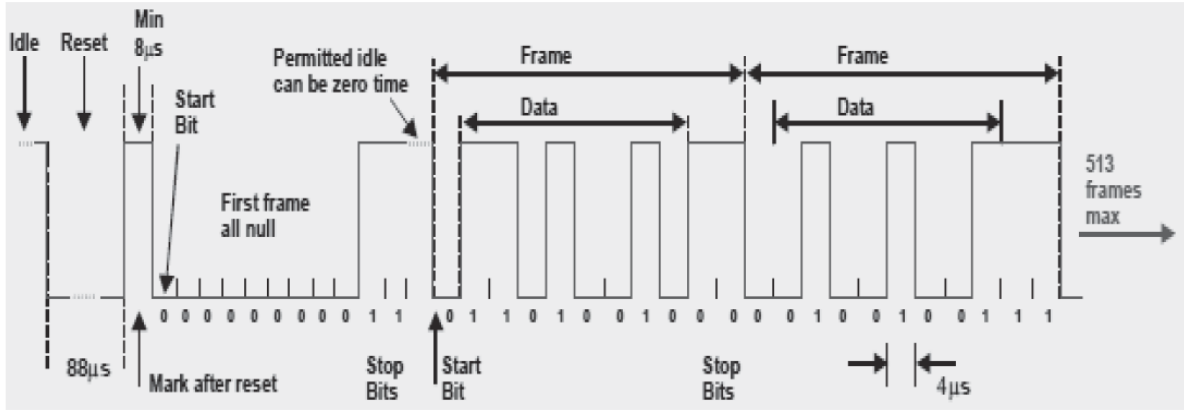 Idle
Reset
Min
8µs
Start
Bit
Permitted idle
can be zero time
Frame
Frame
Data
Data
First frame
all null
513
frames
max
0 0 0 0 0 0 0 0 0 1 1 0 1 1 0 1 0 0 1 0 0 0 0 0 1 0 0 1 0 0 1 1 1
88µs
Mark after reset
Stop
Bits
Start
Bit
Stop
Bits
4µs